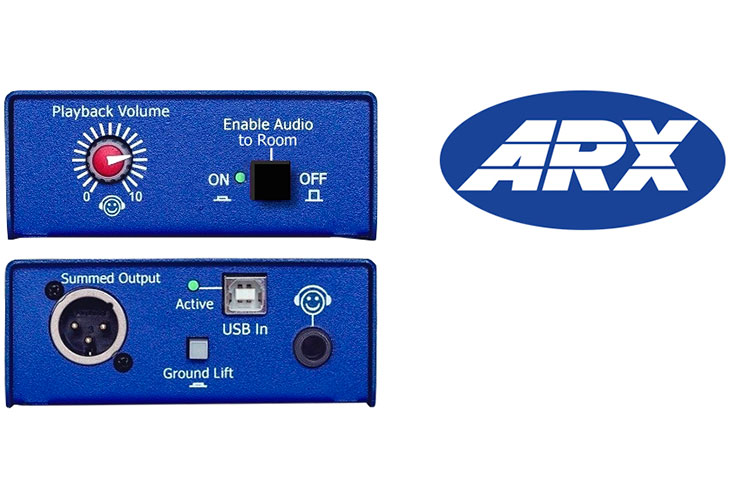 Playback Volume
0 10
Enable Audio
to Room
ON OFF
ARX
Summed Output
Active
USB In
Ground Lift